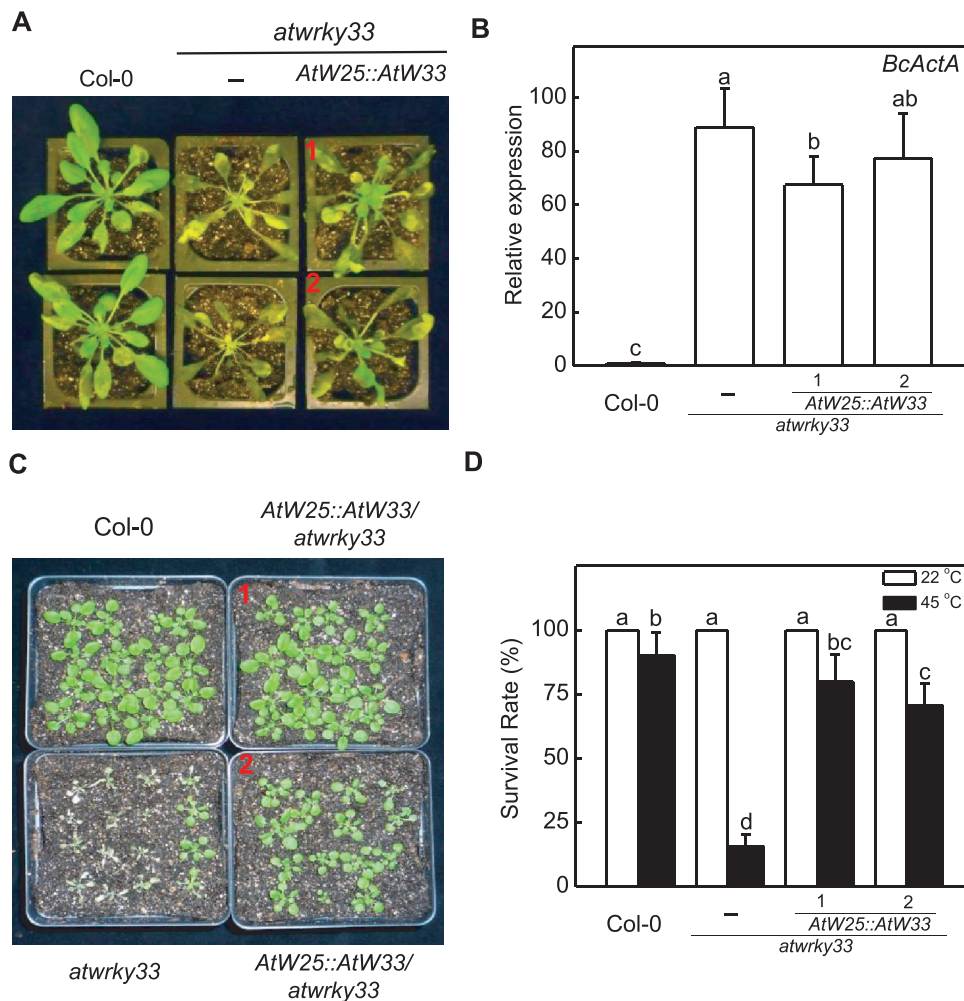 A
atwrky33
Col-0
–
AtW25::AtW33
1
2
B
BcActA
Relative expression
100
80
60
40
20
0
c
a
b
ab
Col-0
–
1
2
AtW25::AtW33
atwrky33
C
Col-0
AtW25::AtW33/
atwrky33
1
2
atwrky33
AtW25::AtW33/
atwrky33
D
22 °C
45 °C
Survival Rate (%)
100
75
50
25
0
a b a a bc a c
d
Col-0
–
1
2
AtW25::AtW33
atwrky33